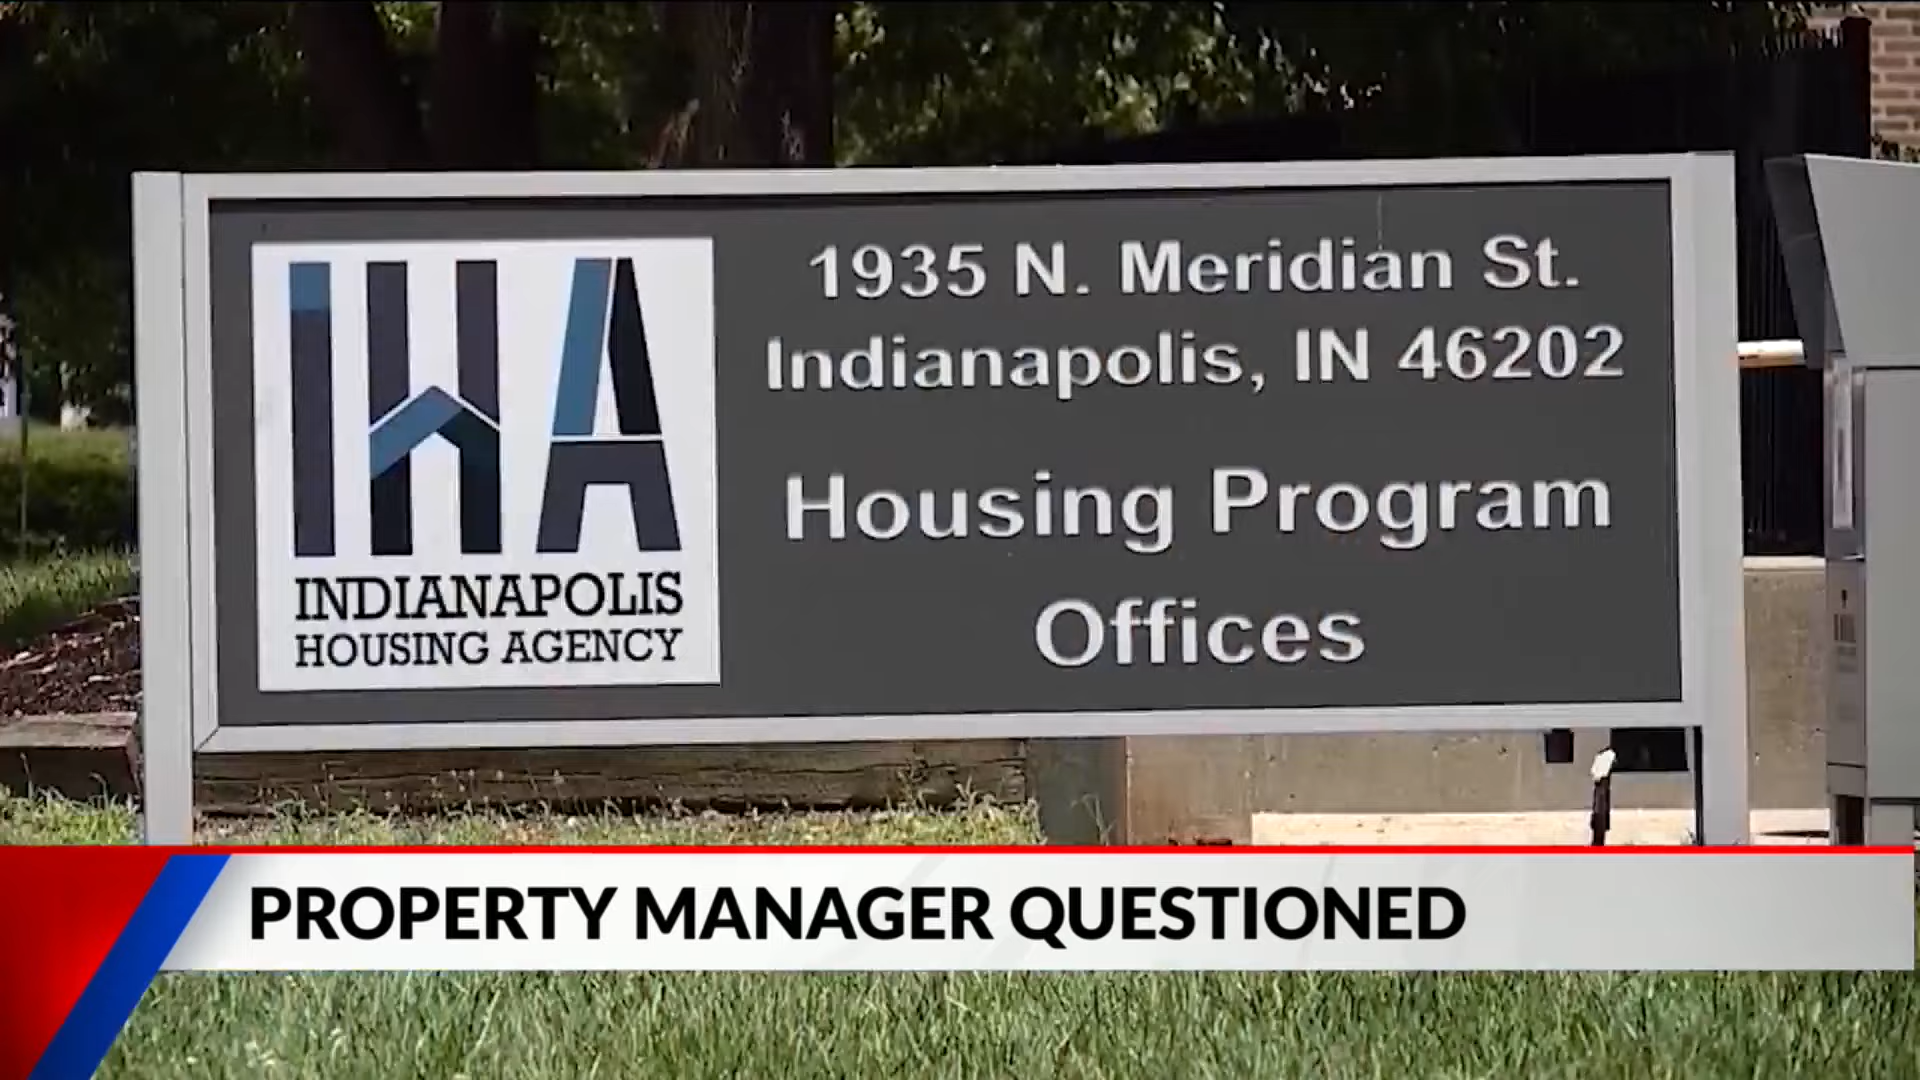 IHA
INDIANAPOLIS
HOUSING AGENCY
1935 N. Meridian St.
Indianapolis, IN 46202
Housing Program
Offices
PROPERTY MANAGER QUESTIONED